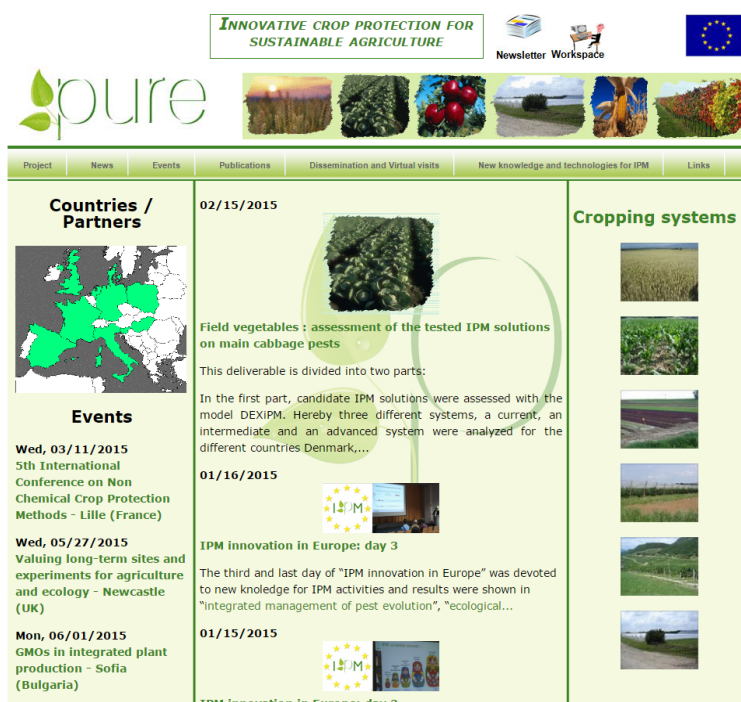 INNOVATIVE CROP PROTECTION FOR
SUSTAINABLE AGRICULTURE
Newsletter Workspace
pure
Project News Events Publications Dissemination and Virtual visits New knowledge and technologies for IPM Links
Countries /
Partners
Events
Wed, 03/11/2015
5th International
Conference on Non
Chemical Crop Protection
Methods - Lille (France)
Wed, 05/27/2015
Valuing long-term sites and
experiments for agriculture
and ecology - Newcastle
(UK)
Mon, 06/01/2015
GMOs in integrated plant
production - Sofia
(Bulgaria)
02/15/2015
Field vegetables : assessment of the tested IPM solutions
on main cabbage pests
This deliverable is divided into two parts:
In the first part, candidate IPM solutions were assessed with the
model DEXiPM. Hereby three different systems, a current, an
intermediate and an advanced system were analyzed for the
different countries Denmark,...
01/16/2015
IPM
IPM innovation in Europe: day 3
The third and last day of “IPM innovation in Europe” was devoted
to new knoledge for IPM activities and results were shown in
“integrated management of pest evolution”, “ecological...
01/15/2015
IPM
IPM innovation in Europe: day 2
Cropping systems